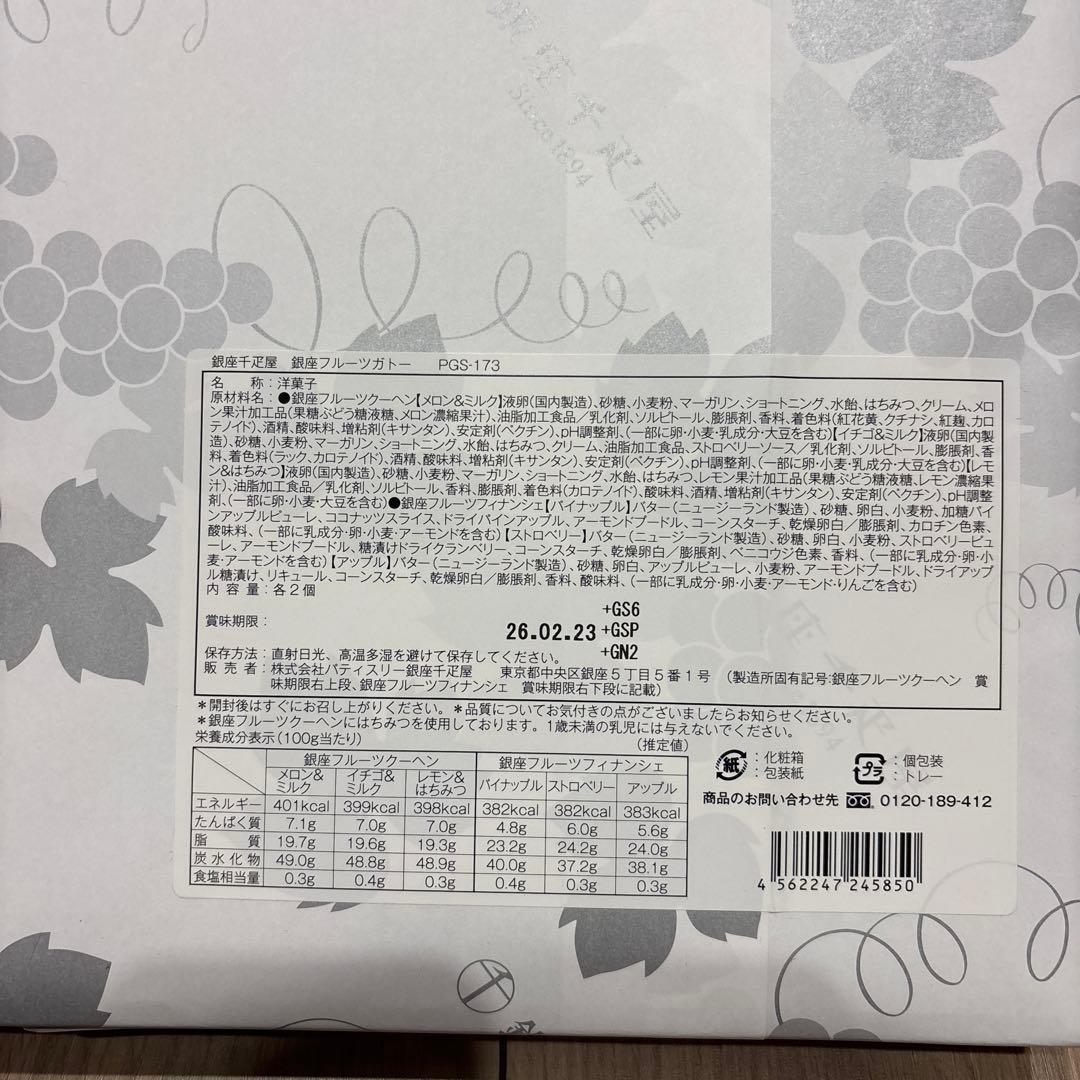 銀座千疋屋
Since 1894
銀座千疋屋　銀座フルーツガトー　PGS-173
名　称：洋菓子
原材料名：●銀座フルーツクーヘン【メロン&ミルク】液卵(国内製造)、砂糖、小麦粉、マーガリン、ショートニング、水飴、はちみつ、クリーム、メロ
ン果汁加工品(果糖ぶどう糖液糖、メロン濃縮果汁)、油脂加工食品／乳化剤、ソルビトール、膨脹剤、香料、着色料(紅花黄、クチナシ、紅麹、カロ
テノイド)、酒精、酸味料、増粘剤(キサンタン)、安定剤(ペクチン)、pH調整剤、(一部に卵・小麦・乳成分・大豆を含む)【イチゴ&ミルク】液卵(国内製
造)、砂糖、小麦粉、マーガリン、ショートニング、水飴、はちみつ、クリーム、油脂加工食品、ストロベリーソース／乳化剤、ソルビトール、膨脹剤、香
料、着色料(ラック、カロテノイド)、酒精、酸味料、増粘剤(キサンタン)、安定剤(ペクチン)、pH調整剤、(一部に卵・小麦・乳成分・大豆を含む)【レモ
ン&はちみつ】液卵(国内製造)、砂糖、小麦粉、マーガリン、ショートニング、水飴、はちみつ、レモン果汁加工品(果糖ぶどう糖液糖、レモン濃縮果
汁)、油脂加工食品／乳化剤、ソルビトール、香料、膨脹剤、着色料(カロテノイド)、酸味料、酒精、増粘剤(キサンタン)、安定剤(ペクチン)、pH調整
剤、(一部に卵・小麦・大豆を含む)●銀座フルーツフィナンシェ【パイナップル】バター(ニュージーランド製造)、砂糖、卵白、小麦粉、加糖パイ
ンアップルピューレ、ココナッツスライス、ドライパインアップル、アーモンドプードル、コーンスターチ、乾燥卵白／膨脹剤、カロチン色素、
酸味料、(一部に乳成分・卵・小麦・アーモンドを含む)【ストロベリー】バター(ニュージーランド製造)、砂糖、卵白、小麦粉、ストロベリーピュ
ーレ、アーモンドプードル、糖漬けドライクランベリー、コーンスターチ、乾燥卵白／膨脹剤、ベニコウジ色素、香料、(一部に乳成分・卵・小
麦・アーモンドを含む)【アップル】バター(ニュージーランド製造)、砂糖、卵白、アップルピューレ、小麦粉、アーモンドプードル、ドライアップ
ル糖漬け、リキュール、コーンスターチ、乾燥卵白／膨脹剤、香料、酸味料、(一部に乳成分・卵・小麦・アーモンド・りんごを含む)
内 容 量：各2個
+GS6
賞味期限：
26.02.23 +GSP
+GN2
保存方法：直射日光、高温多湿を避けて保存してください。
販 売 者：株式会社パティスリー銀座千疋屋　東京都中央区銀座5丁目5番1号　(製造所固有記号:銀座フルーツクーヘン　賞
味期限右上段、銀座フルーツフィナンシェ　賞味期限右下段に記載)
＊開封後はすぐにお召し上がりください。＊品質についてお気付きの点がございましたらお知らせください。
＊銀座フルーツクーヘンにはちみつを使用しております。1歳未満の乳児には与えないでください。
栄養成分表示(100g当たり)　(推定値)
銀座フルーツクーヘン　銀座フルーツフィナンシェ
メロン&ミルク　イチゴ&ミルク　レモン&はちみつ　パイナップル　ストロベリー　アップル
エネルギー　401kcal　399kcal　398kcal　382kcal　382kcal　383kcal
たんぱく質　7.1g　7.0g　7.0g　4.8g　6.0g　5.6g
脂　質　19.7g　19.6g　19.3g　23.2g　24.2g　24.0g
炭水化物　49.0g　48.8g　48.9g　40.0g　37.2g　38.1g
食塩相当量　0.3g　0.4g　0.3g　0.4g　0.3g　0.3g
紙：化粧箱
：包装紙
プラ：個包装
：トレー
商品のお問い合わせ先 0120-189-412
4 562247 245850
千